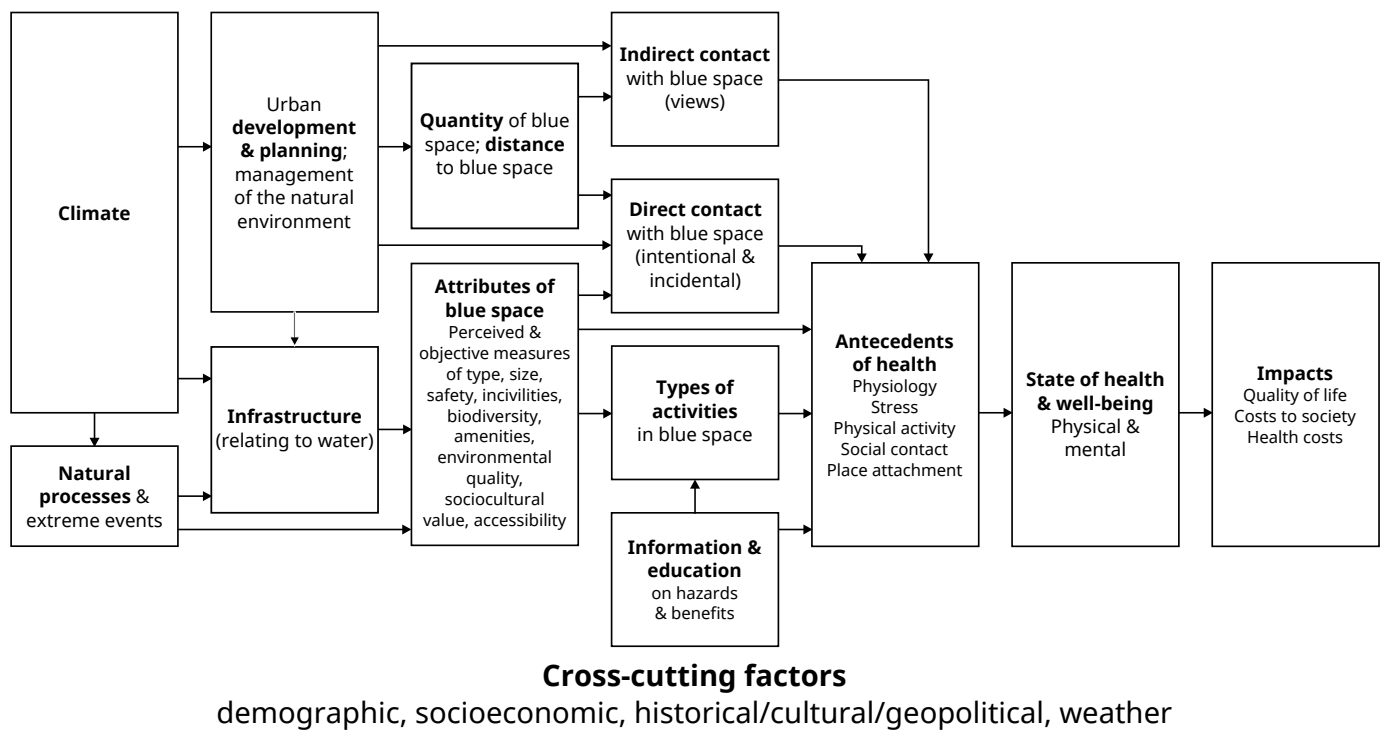 Climate
Natural
processes &
extreme events
Urban
development
& planning;
management
of the natural
environment
Infrastructure
(relating to water)
Quantity of blue
space; distance
to blue space
Attributes of
blue space
Perceived &
objective measures
of type, size,
safety, incivilities,
biodiversity,
amenities,
environmental
quality,
sociocultural
value, accessibility
Indirect contact
with blue space
(views)
Direct contact
with blue space
(intentional &
incidental)
Types of
activities
in blue space
Information &
education
on hazards
& benefits
Antecedents
of health
Physiology
Stress
Physical activity
Social contact
Place attachment
State of health
& well-being
Physical &
mental
Impacts
Quality of life
Costs to society
Health costs
Cross-cutting factors
demographic, socioeconomic, historical/cultural/geopolitical, weather